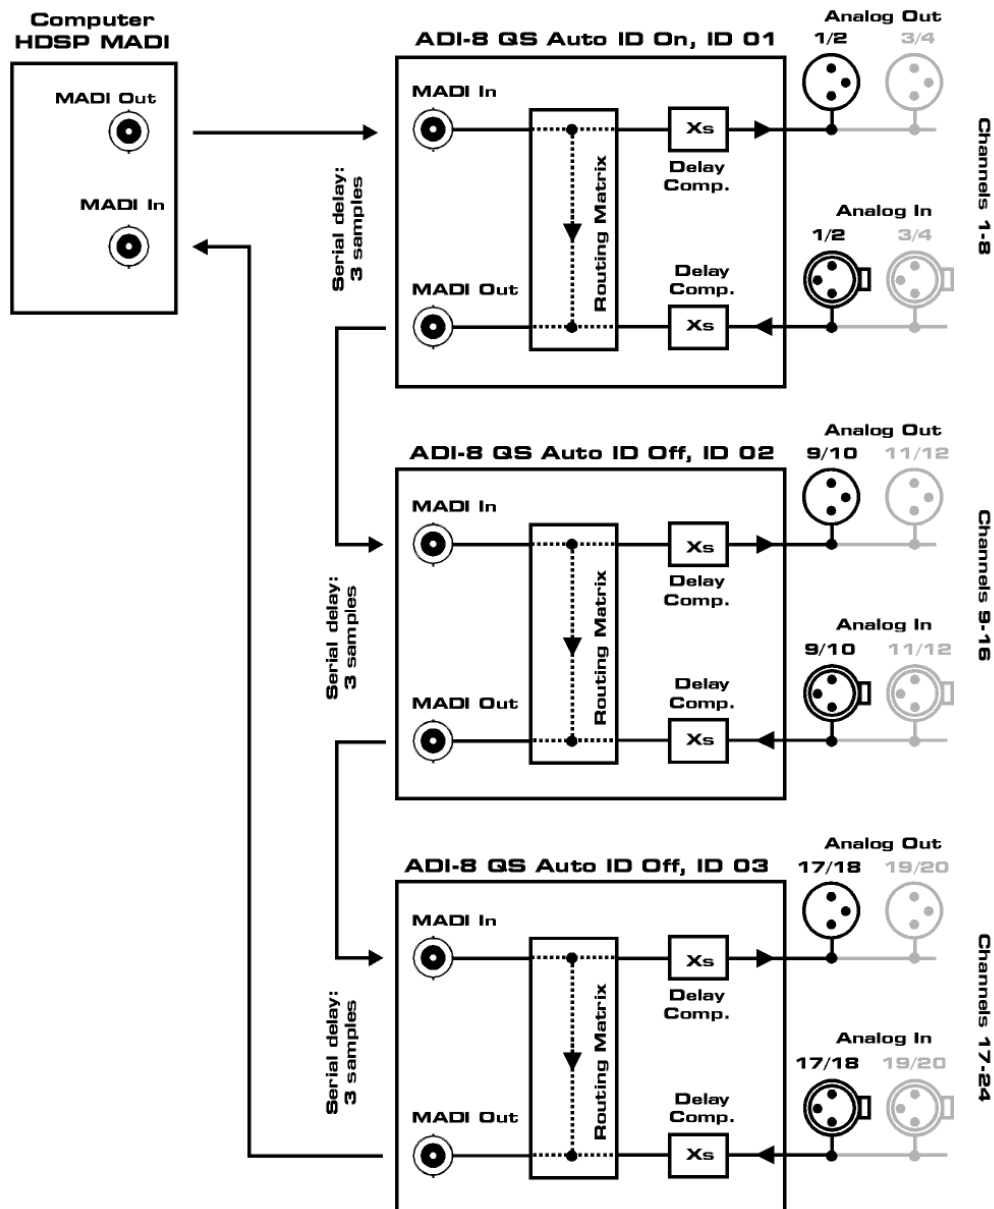 Computer
HDSP MADI
MADI Out
MADI In
Serial delay:
3 samples
ADI-8 QS Auto ID On, ID 01
MADI In
MADI Out
Routing Matrix
Xs
Delay
Comp.
Delay
Comp.
Xs
Analog Out
1/2 3/4
Analog In
1/2 3/4
Channels 1-8
Serial delay:
3 samples
ADI-8 QS Auto ID Off, ID 02
MADI In
MADI Out
Routing Matrix
Xs
Delay
Comp.
Delay
Comp.
Xs
Analog Out
9/10 11/12
Analog In
9/10 11/12
Channels 9-16
Serial delay:
3 samples
ADI-8 QS Auto ID Off, ID 03
MADI In
MADI Out
Routing Matrix
Xs
Delay
Comp.
Delay
Comp.
Xs
Analog Out
17/18 19/20
Analog In
17/18 19/20
Channels 17-24